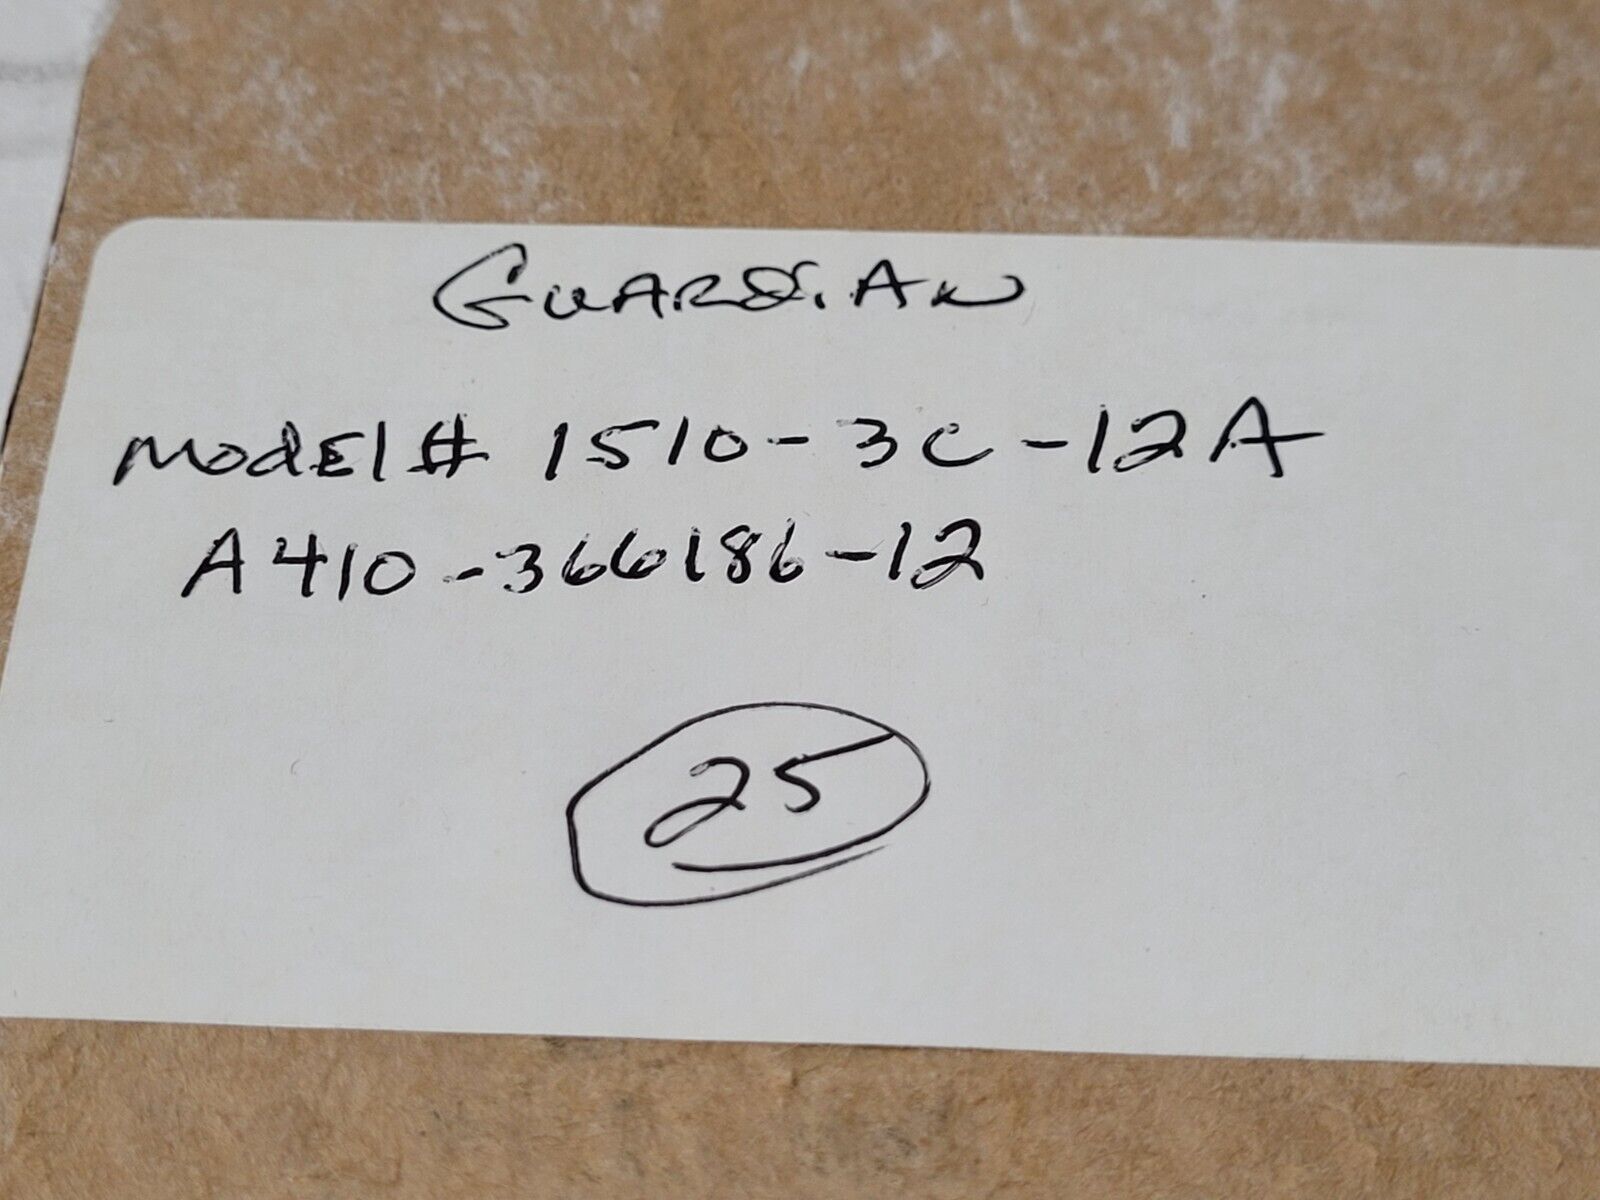 GUARDIAN
MOdEl # 1510-3C-12A
A410-366186-12
25